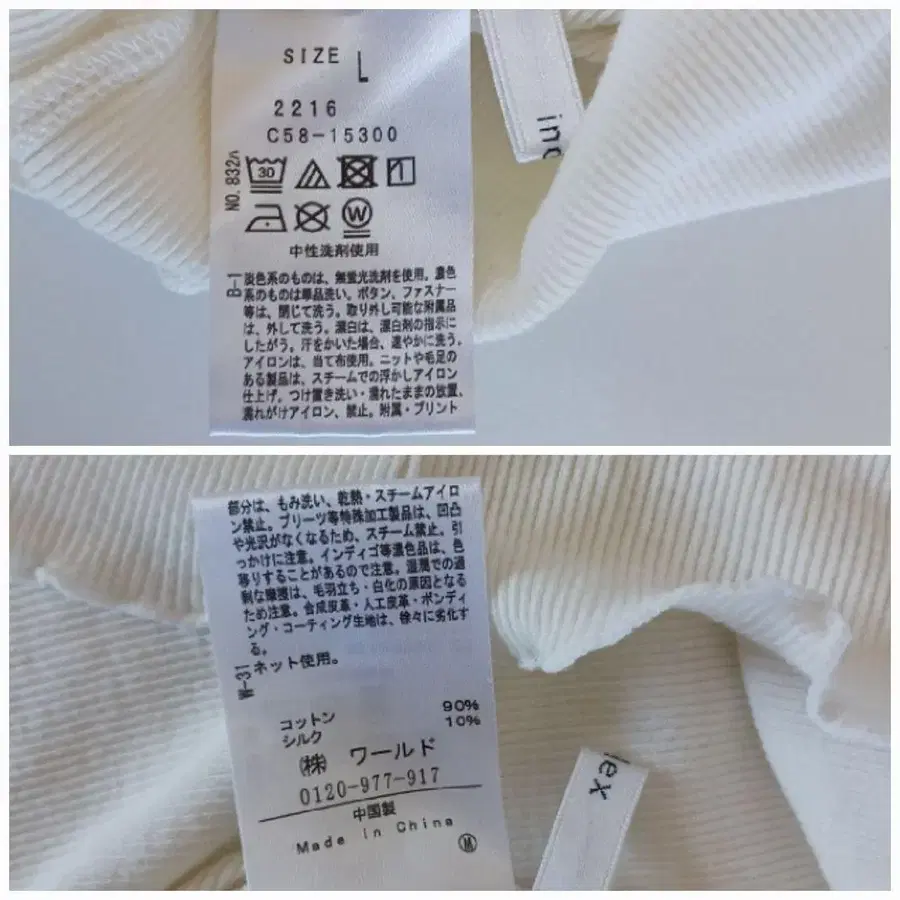 SIZE L
2216
C58-15300
NO.832A
30
W
中性洗剤使用
B-1
淡色系のものは、無蛍光洗剤を使用。濃色
系のものは単品洗い。ボタン、ファスナー
等は、閉じて洗う。取り外し可能な附属品
は、外して洗う。漂白は、漂白剤の指示に
したがう。汗をかいた場合、速やかに洗う。
アイロンは、当て布使用。ニットや毛足の
ある製品は、スチームでの浮かしアイロン
仕上げ。つけ置き洗い・濡れたままの放置、
濡れがけアイロン、禁止。附属・プリント
inde
部分は、もみ洗い、乾熱・スチームアイロ
ン禁止。プリーツ等特殊加工製品は、凹凸
や光沢がなくなるため、スチーム禁止。引
っかけに注意。インディゴ等濃色品は、色
移りすることがあるので注意。湿潤での過
剰な摩擦は、毛羽立ち・白化の原因となる
ため注意。合成皮革・人工皮革・ボンディ
ング・コーティング生地は、徐々に劣化す
る。
W-31
ネット使用。
コットン 90%
シルク 10%
㈱ ワールド
0120-977-917
中国製
Made in China
M
dex